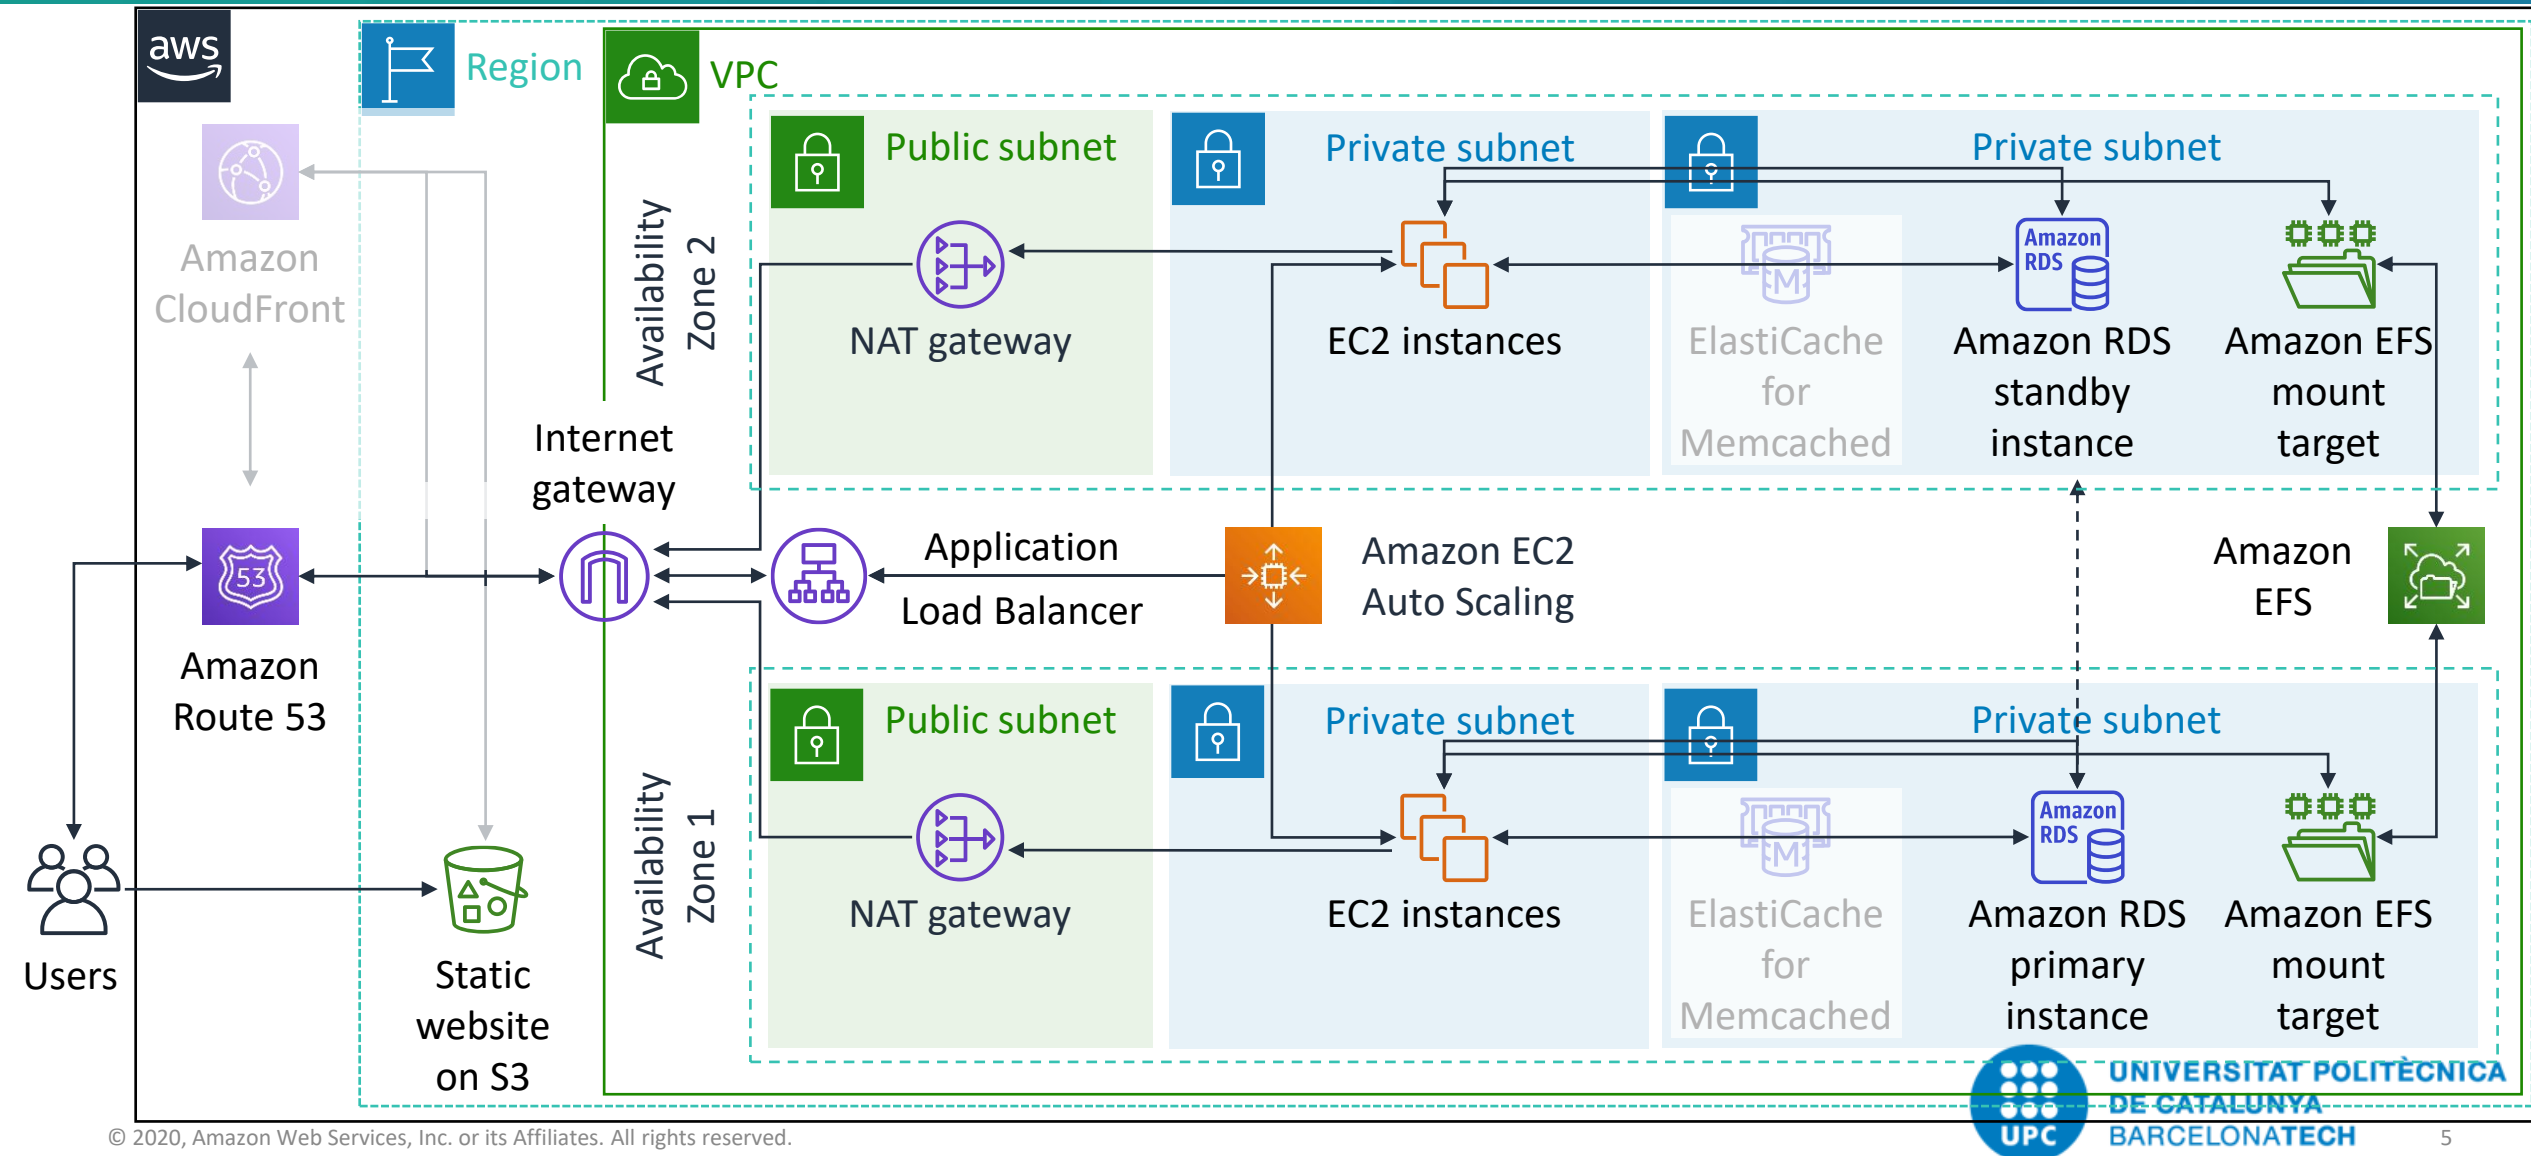 aws
Region
VPC
Amazon
CloudFront
Amazon
Route 53
Users
Static
website
on S3
Internet
gateway
Availability
Zone 2
Public subnet
NAT gateway
Private subnet
EC2 instances
Private subnet
ElastiCache
for
Memcached
Amazon
RDS
Amazon RDS
standby
instance
Amazon EFS
mount
target
Application
Load Balancer
Amazon EC2
Auto Scaling
Amazon
EFS
Availability
Zone 1
Public subnet
NAT gateway
Private subnet
EC2 instances
Private subnet
ElastiCache
for
Memcached
Amazon
RDS
Amazon RDS
primary
instance
Amazon EFS
mount
target
53
M
M
© 2020, Amazon Web Services, Inc. or its Affiliates. All rights reserved.
UPC
UNIVERSITAT POLITÈCNICA
DE CATALUNYA
BARCELONATECH
5